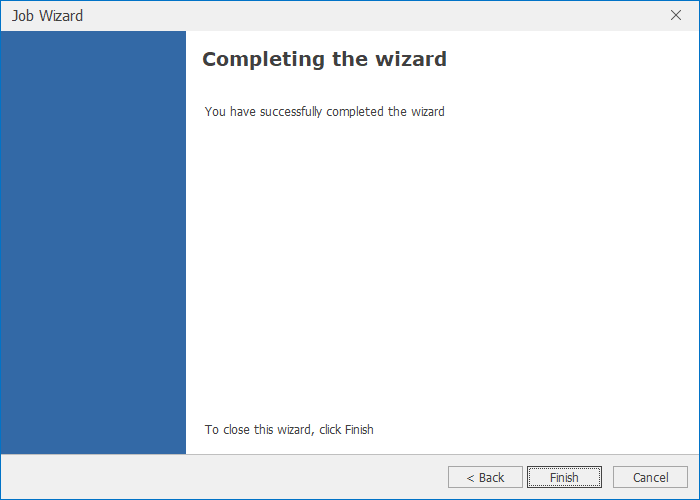 Job Wizard
Completing the wizard
You have successfully completed the wizard
To close this wizard, click Finish
< Back
Finish
Cancel